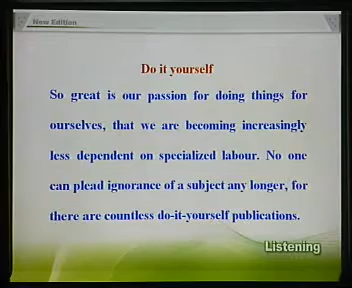 New Edition
Do it yourself
So great is our passion for doing things for
ourselves, that we are becoming increasingly
less dependent on specialized labour. No one
can plead ignorance of a subject any longer, for
there are countless do-it-yourself publications.
Listening